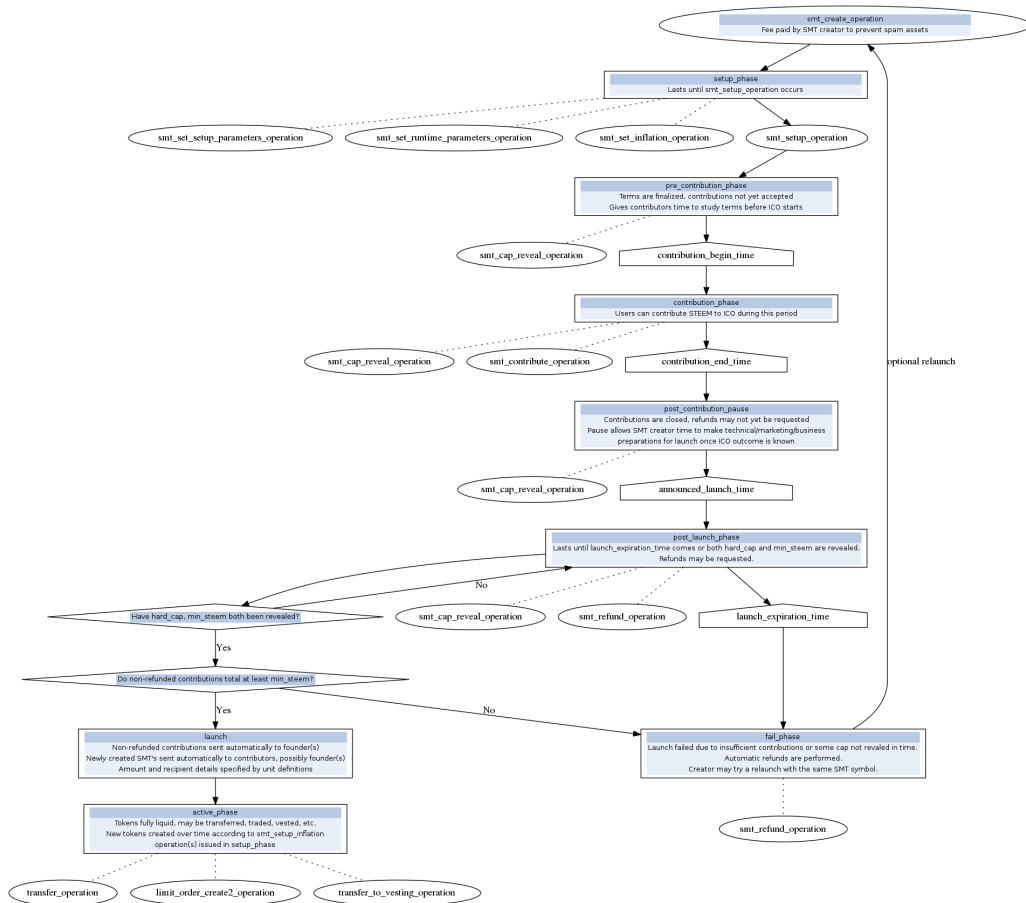 smt_create_operation
Fee paid by SMT creator to prevent spam assets
setup_phase
Lasts until smt_setup_operation occurs
smt_set_setup_parameters_operation
smt_set_runtime_parameters_operation
smt_set_inflation_operation
smt_setup_operation
pre_contribution_phase
Terms are finalized, contributions not yet accepted
Gives contributors time to study terms before ICO starts
smt_cap_reveal_operation
contribution_begin_time
contribution_phase
Users can contribute STEEM to ICO during this period
smt_cap_reveal_operation
smt_contribute_operation
contribution_end_time
optional relaunch
post_contribution_pause
Contributions are closed, refunds may not yet be requested
Pause allows SMT creator time to make technical/marketing/business
preparations for launch once ICO outcome is known
smt_cap_reveal_operation
announced_launch_time
post_launch_phase
Lasts until launch_expiration_time comes or both hard_cap and min_steem are revealed.
Refunds may be requested.
No
Have hard_cap, min_steem both been revealed?
smt_cap_reveal_operation
smt_refund_operation
launch_expiration_time
Yes
Do non-refunded contributions total at least min_steem?
Yes
No
launch
Non-refunded contributions sent automatically to founder(s)
Newly created SMT's sent automatically to contributors, possibly founder(s)
Amount and recipient details specified by unit definitions
fail_phase
Launch failed due to insufficient contributions or some cap not revaled in time.
Automatic refunds are performed.
Creator may try a relaunch with the same SMT symbol.
active_phase
Tokens fully liquid, may be transferred, traded, vested, etc.
New tokens created over time according to smt_setup_inflation
operation(s) issued in setup_phase
smt_refund_operation
transfer_operation
limit_order_create2_operation
transfer_to_vesting_operation